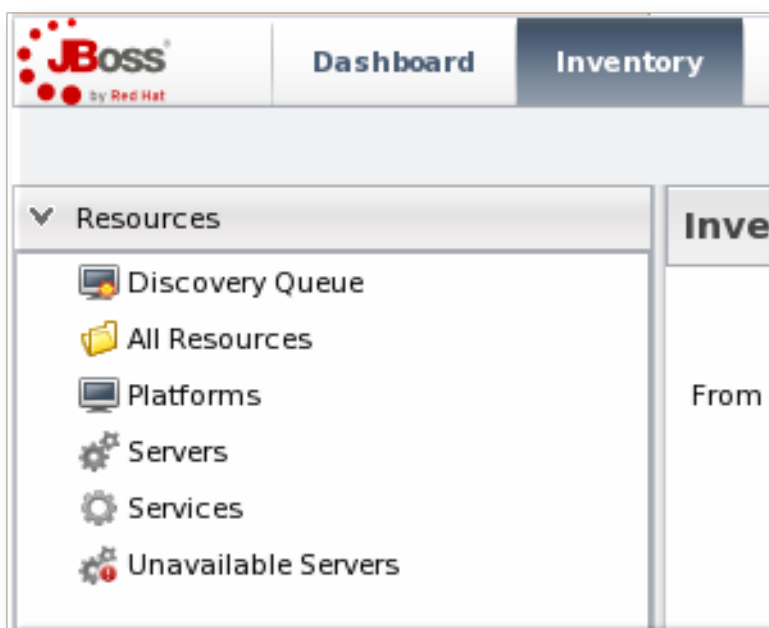 JBoss
by Red Hat
Dashboard
Inventory
Resources
Inve
Discovery Queue
All Resources
Platforms
From
Servers
Services
Unavailable Servers